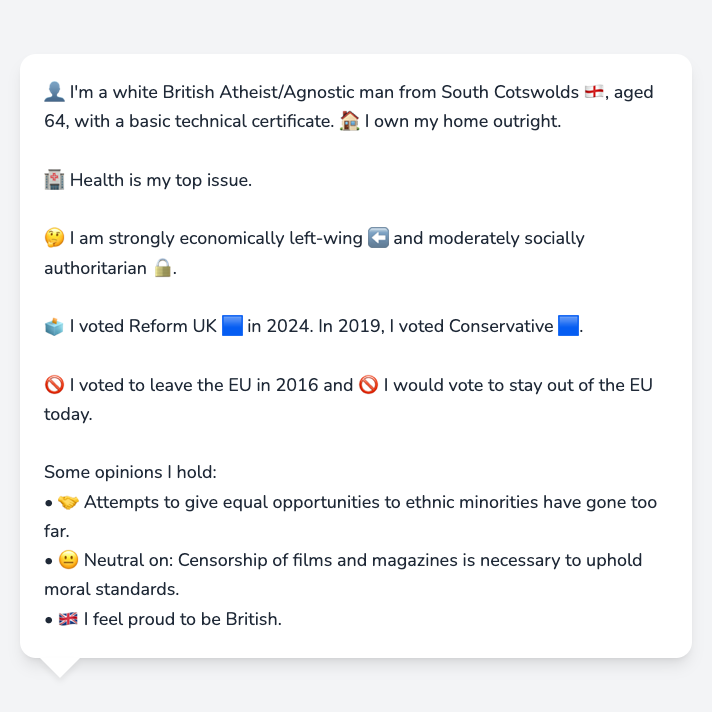 👤 I'm a white British Atheist/Agnostic man from South Cotswolds 🏴󠁧󠁢󠁥󠁮󠁧󠁿, aged
64, with a basic technical certificate. 🏠 I own my home outright.
🏥 Health is my top issue.
🤔 I am strongly economically left-wing ⬅️ and moderately socially
authoritarian 🔒.
🗳️ I voted Reform UK 🟦 in 2024. In 2019, I voted Conservative 🟦.
🚫 I voted to leave the EU in 2016 and 🚫 I would vote to stay out of the EU
today.
Some opinions I hold:
• 🤝 Attempts to give equal opportunities to ethnic minorities have gone too
far.
• 😐 Neutral on: Censorship of films and magazines is necessary to uphold
moral standards.
• 🇬🇧 I feel proud to be British.